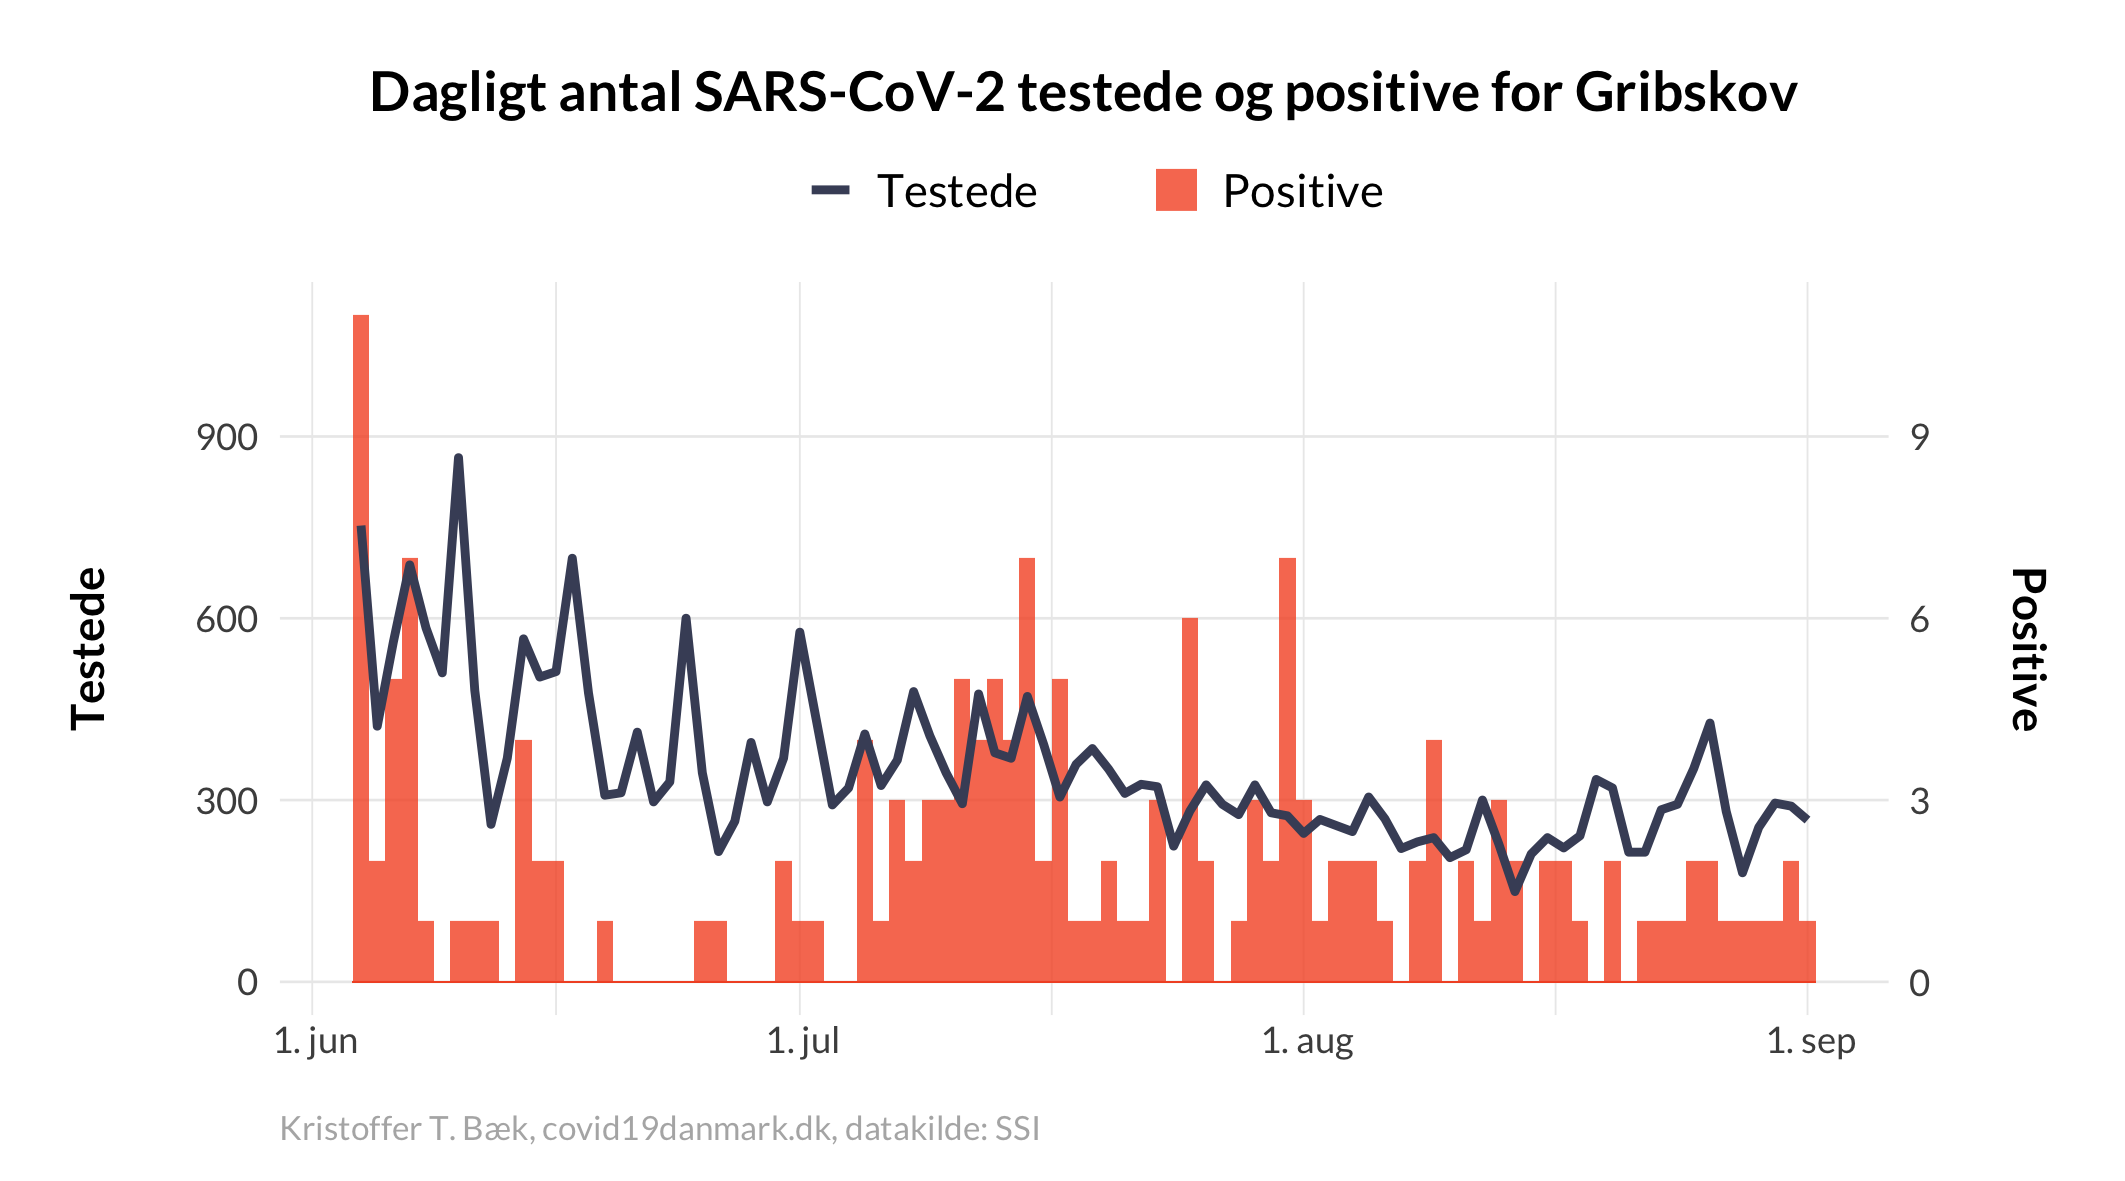 Dagligt antal SARS-CoV-2 testede og positive for Gribskov
Testede
Positive
900
600
300
0
9
6
3
0
Testede
Positive
1. jun
1. jul
1. aug
1. sep
Kristoffer T. Bæk, covid19danmark.dk, datakilde: SSI